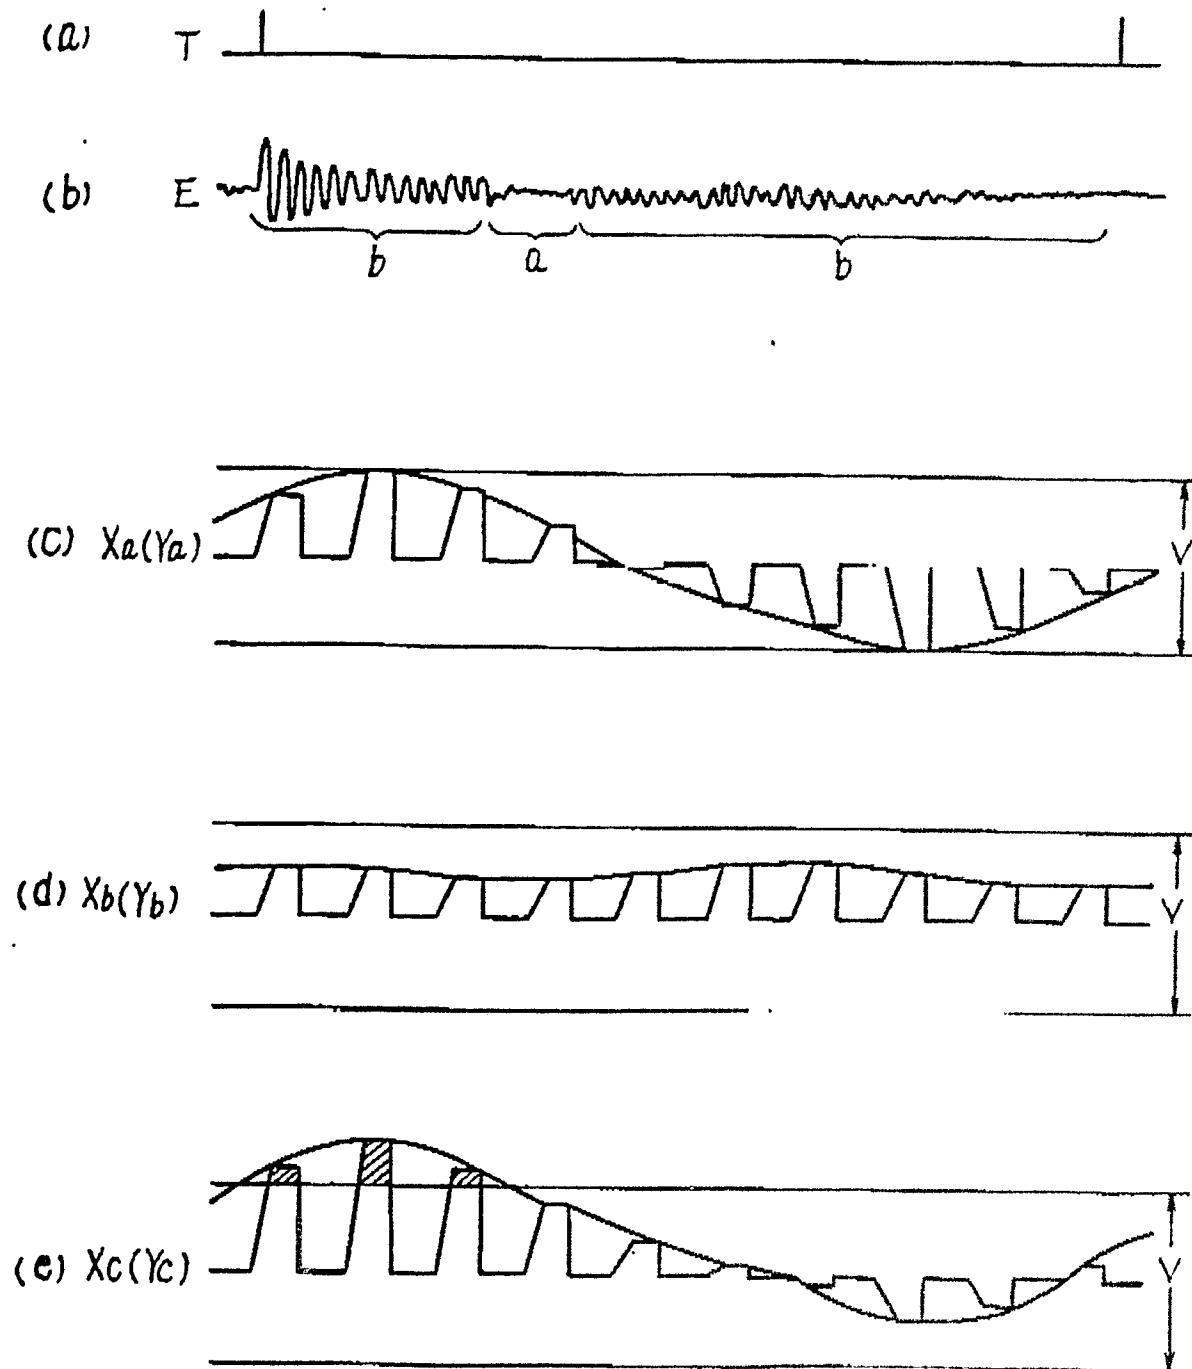 (a) T
(b) E
b a b
(c) Xa(Ya) V
(d) Xb(Yb) V
(e) Xc(Yc) V